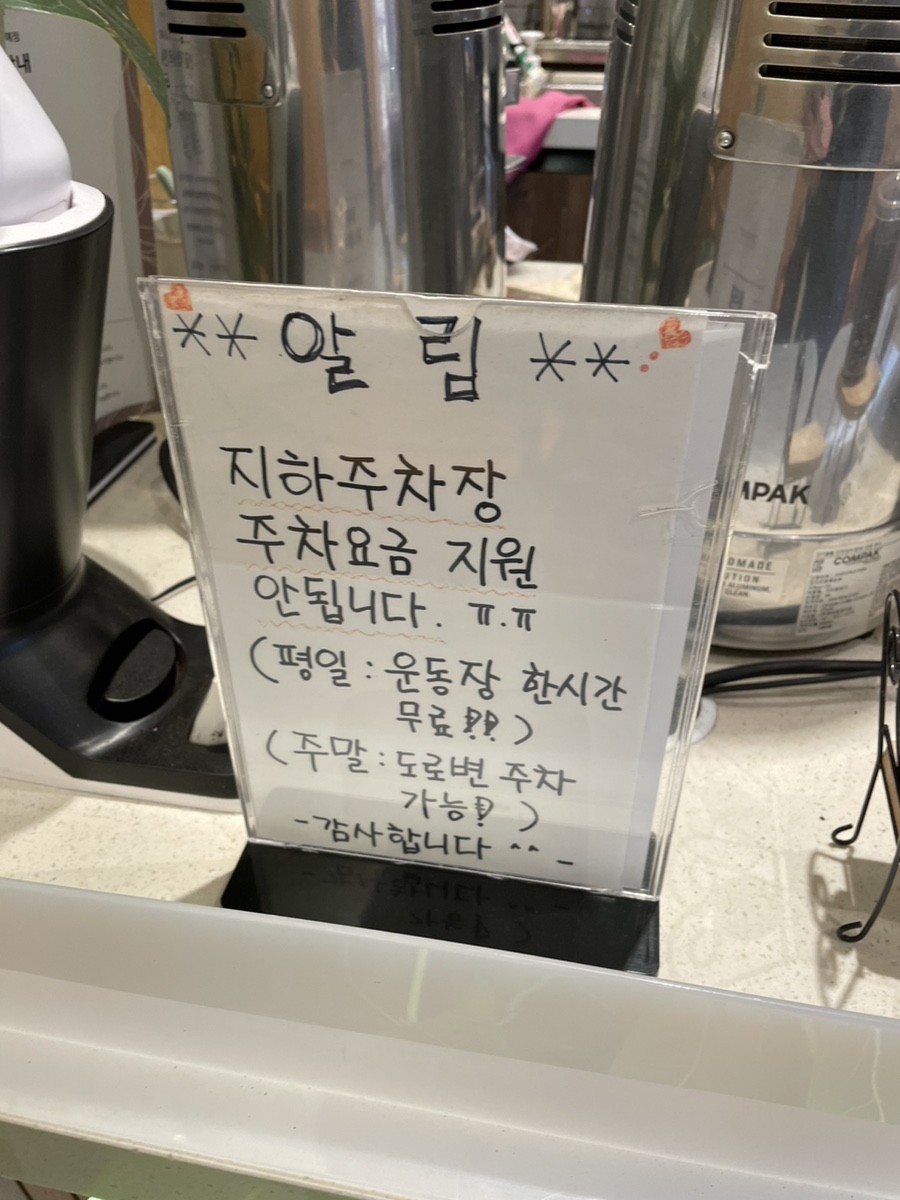 ** 알 림 **
지하주차장
주차요금 지원
안됩니다. ㅠ.ㅠ
(평일 : 운동장 한시간
무료!!)
(주말 : 도로변 주차
가능!)
-감사합니다 ^^ -
MPAK
COMPAK